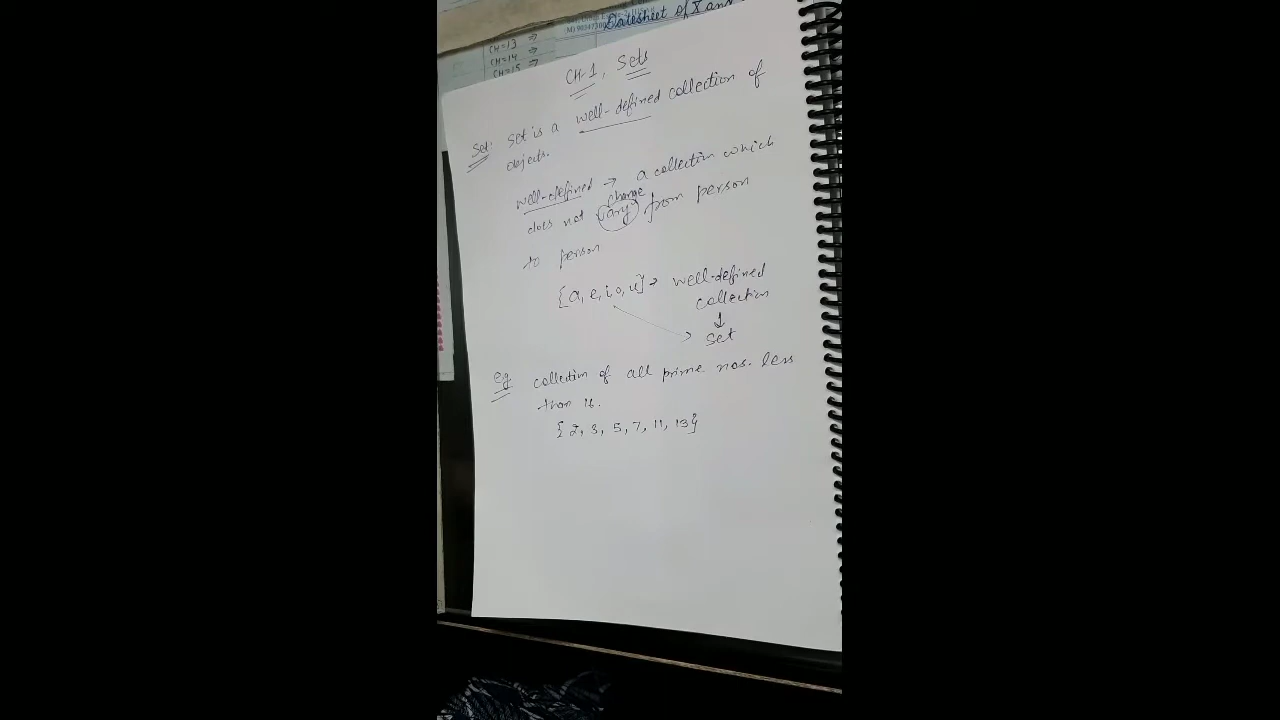 Datesheet of X ann
CH-13 ⇒
CH-14 ⇒
CH-15 ⇒
CH-1, Sets
Set: Set is a well-defined collection of
objects.
well-defined → a collection which
change
does not vary from person
to person
{a, e, i, o, u} → well-defined
collection
↓
set
eg collection of all prime nos. less
than 16.
{2, 3, 5, 7, 11, 13}